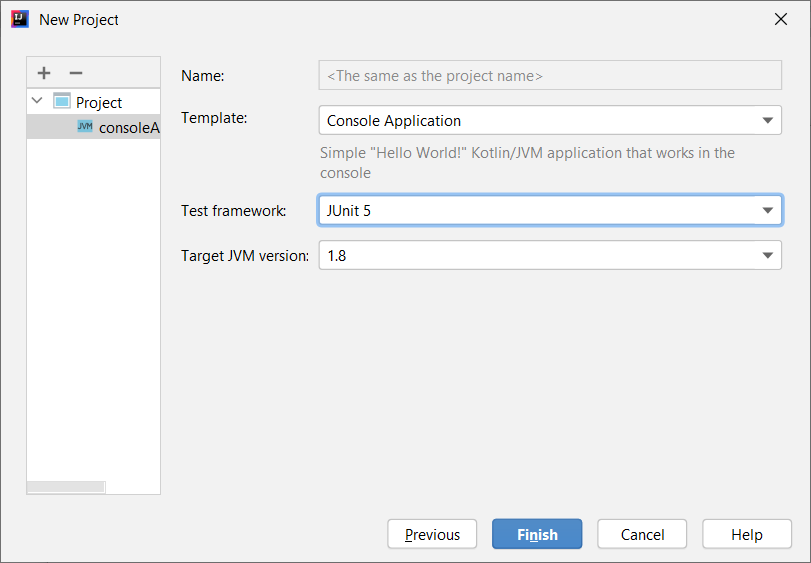 New Project
Project
JVM consoleA
Name: <The same as the project name>
Template: Console Application
Simple "Hello World!" Kotlin/JVM application that works in the
console
Test framework: JUnit 5
Target JVM version: 1.8
Previous Finish Cancel Help